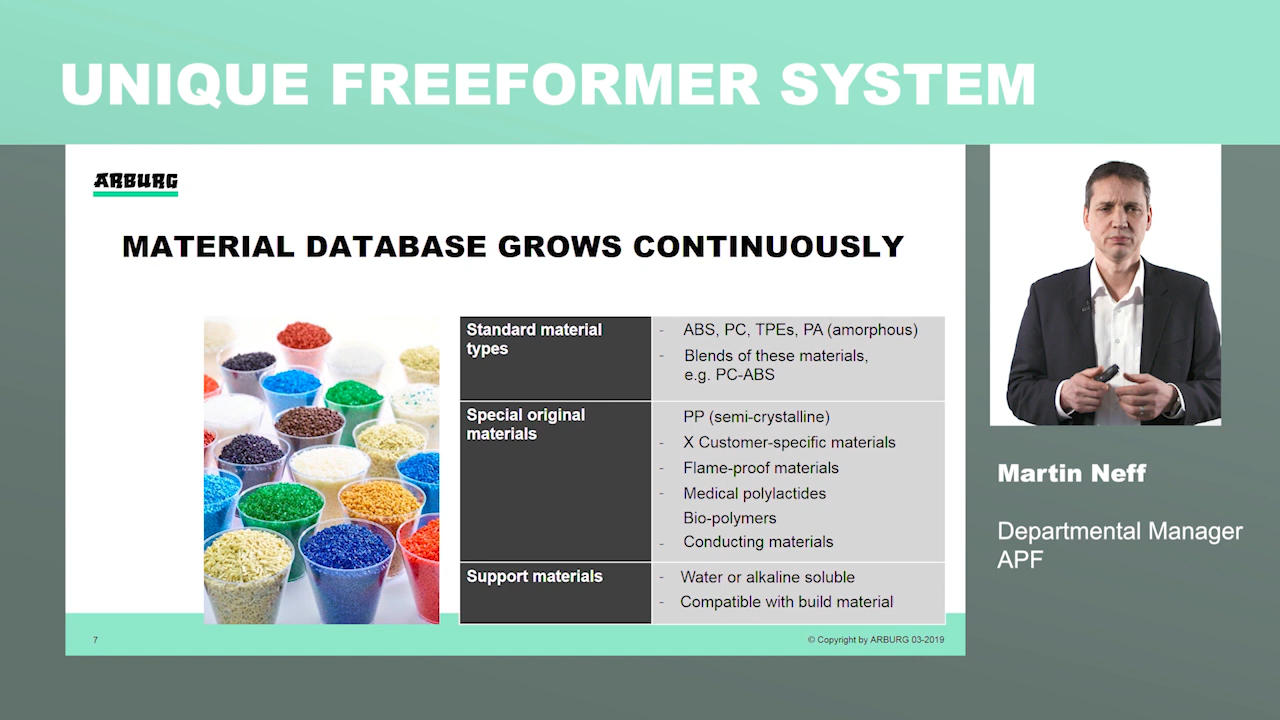 UNIQUE FREEFORMER SYSTEM
ARBURG
MATERIAL DATABASE GROWS CONTINUOUSLY
Standard material
types
- ABS, PC, TPEs, PA (amorphous)
- Blends of these materials,
e.g. PC-ABS
Special original
materials
PP (semi-crystalline)
- X Customer-specific materials
- Flame-proof materials
- Medical polylactides
Bio-polymers
- Conducting materials
Support materials
- Water or alkaline soluble
- Compatible with build material
7
© Copyright by ARBURG 03-2019
Martin Neff
Departmental Manager
APF